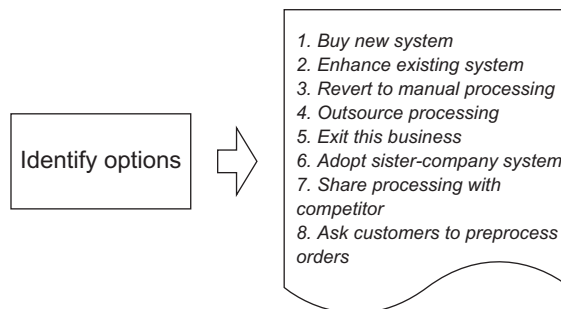 Identify options
1. Buy new system
2. Enhance existing system
3. Revert to manual processing
4. Outsource processing
5. Exit this business
6. Adopt sister-company system
7. Share processing with
competitor
8. Ask customers to preprocess
orders